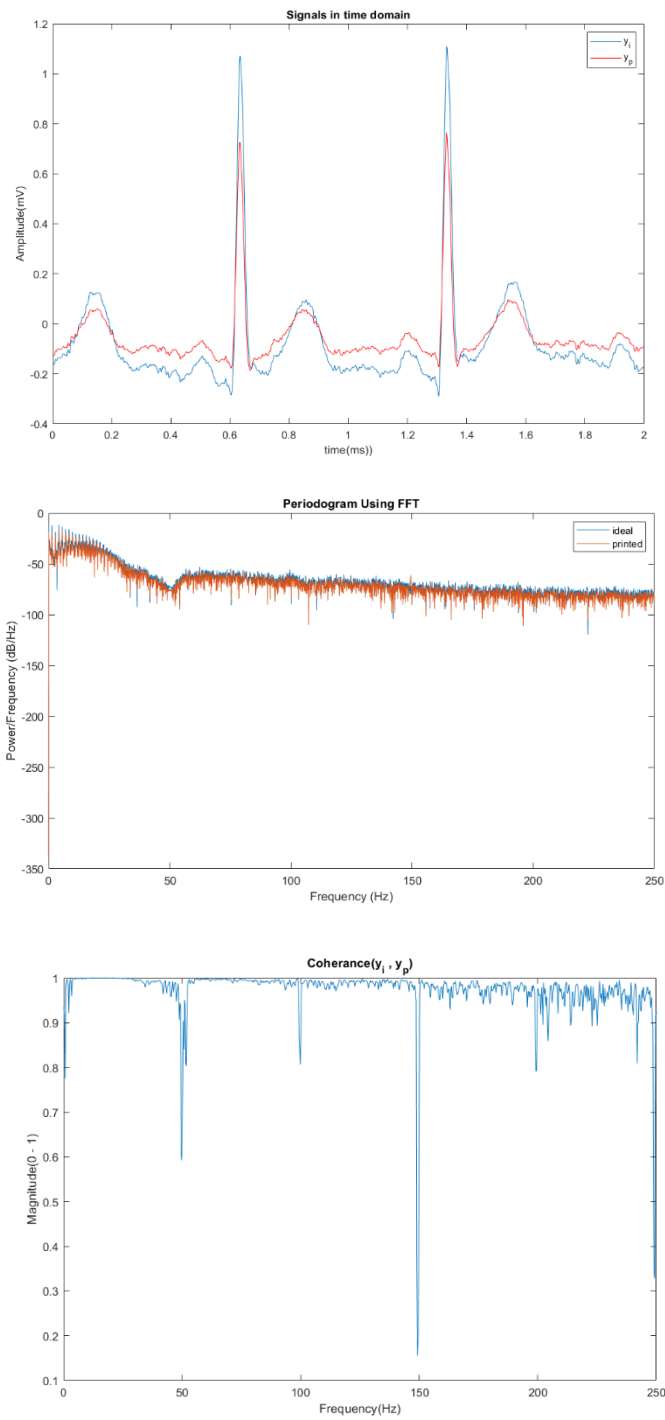 Signals in time domain
y_i
y_p
Amplitude(mV)
1.2
1
0.8
0.6
0.4
0.2
0
-0.2
-0.4
0 0.2 0.4 0.6 0.8 1 1.2 1.4 1.6 1.8 2
time(ms))
Periodogram Using FFT
ideal
printed
Power/Frequency (dB/Hz)
0
-50
-100
-150
-200
-250
-300
-350
0 50 100 150 200 250
Frequency (Hz)
Coherance(y_i , y_p)
Magnitude(0 - 1)
1
0.9
0.8
0.7
0.6
0.5
0.4
0.3
0.2
0.1
0 50 100 150 200 250
Frequency(Hz)